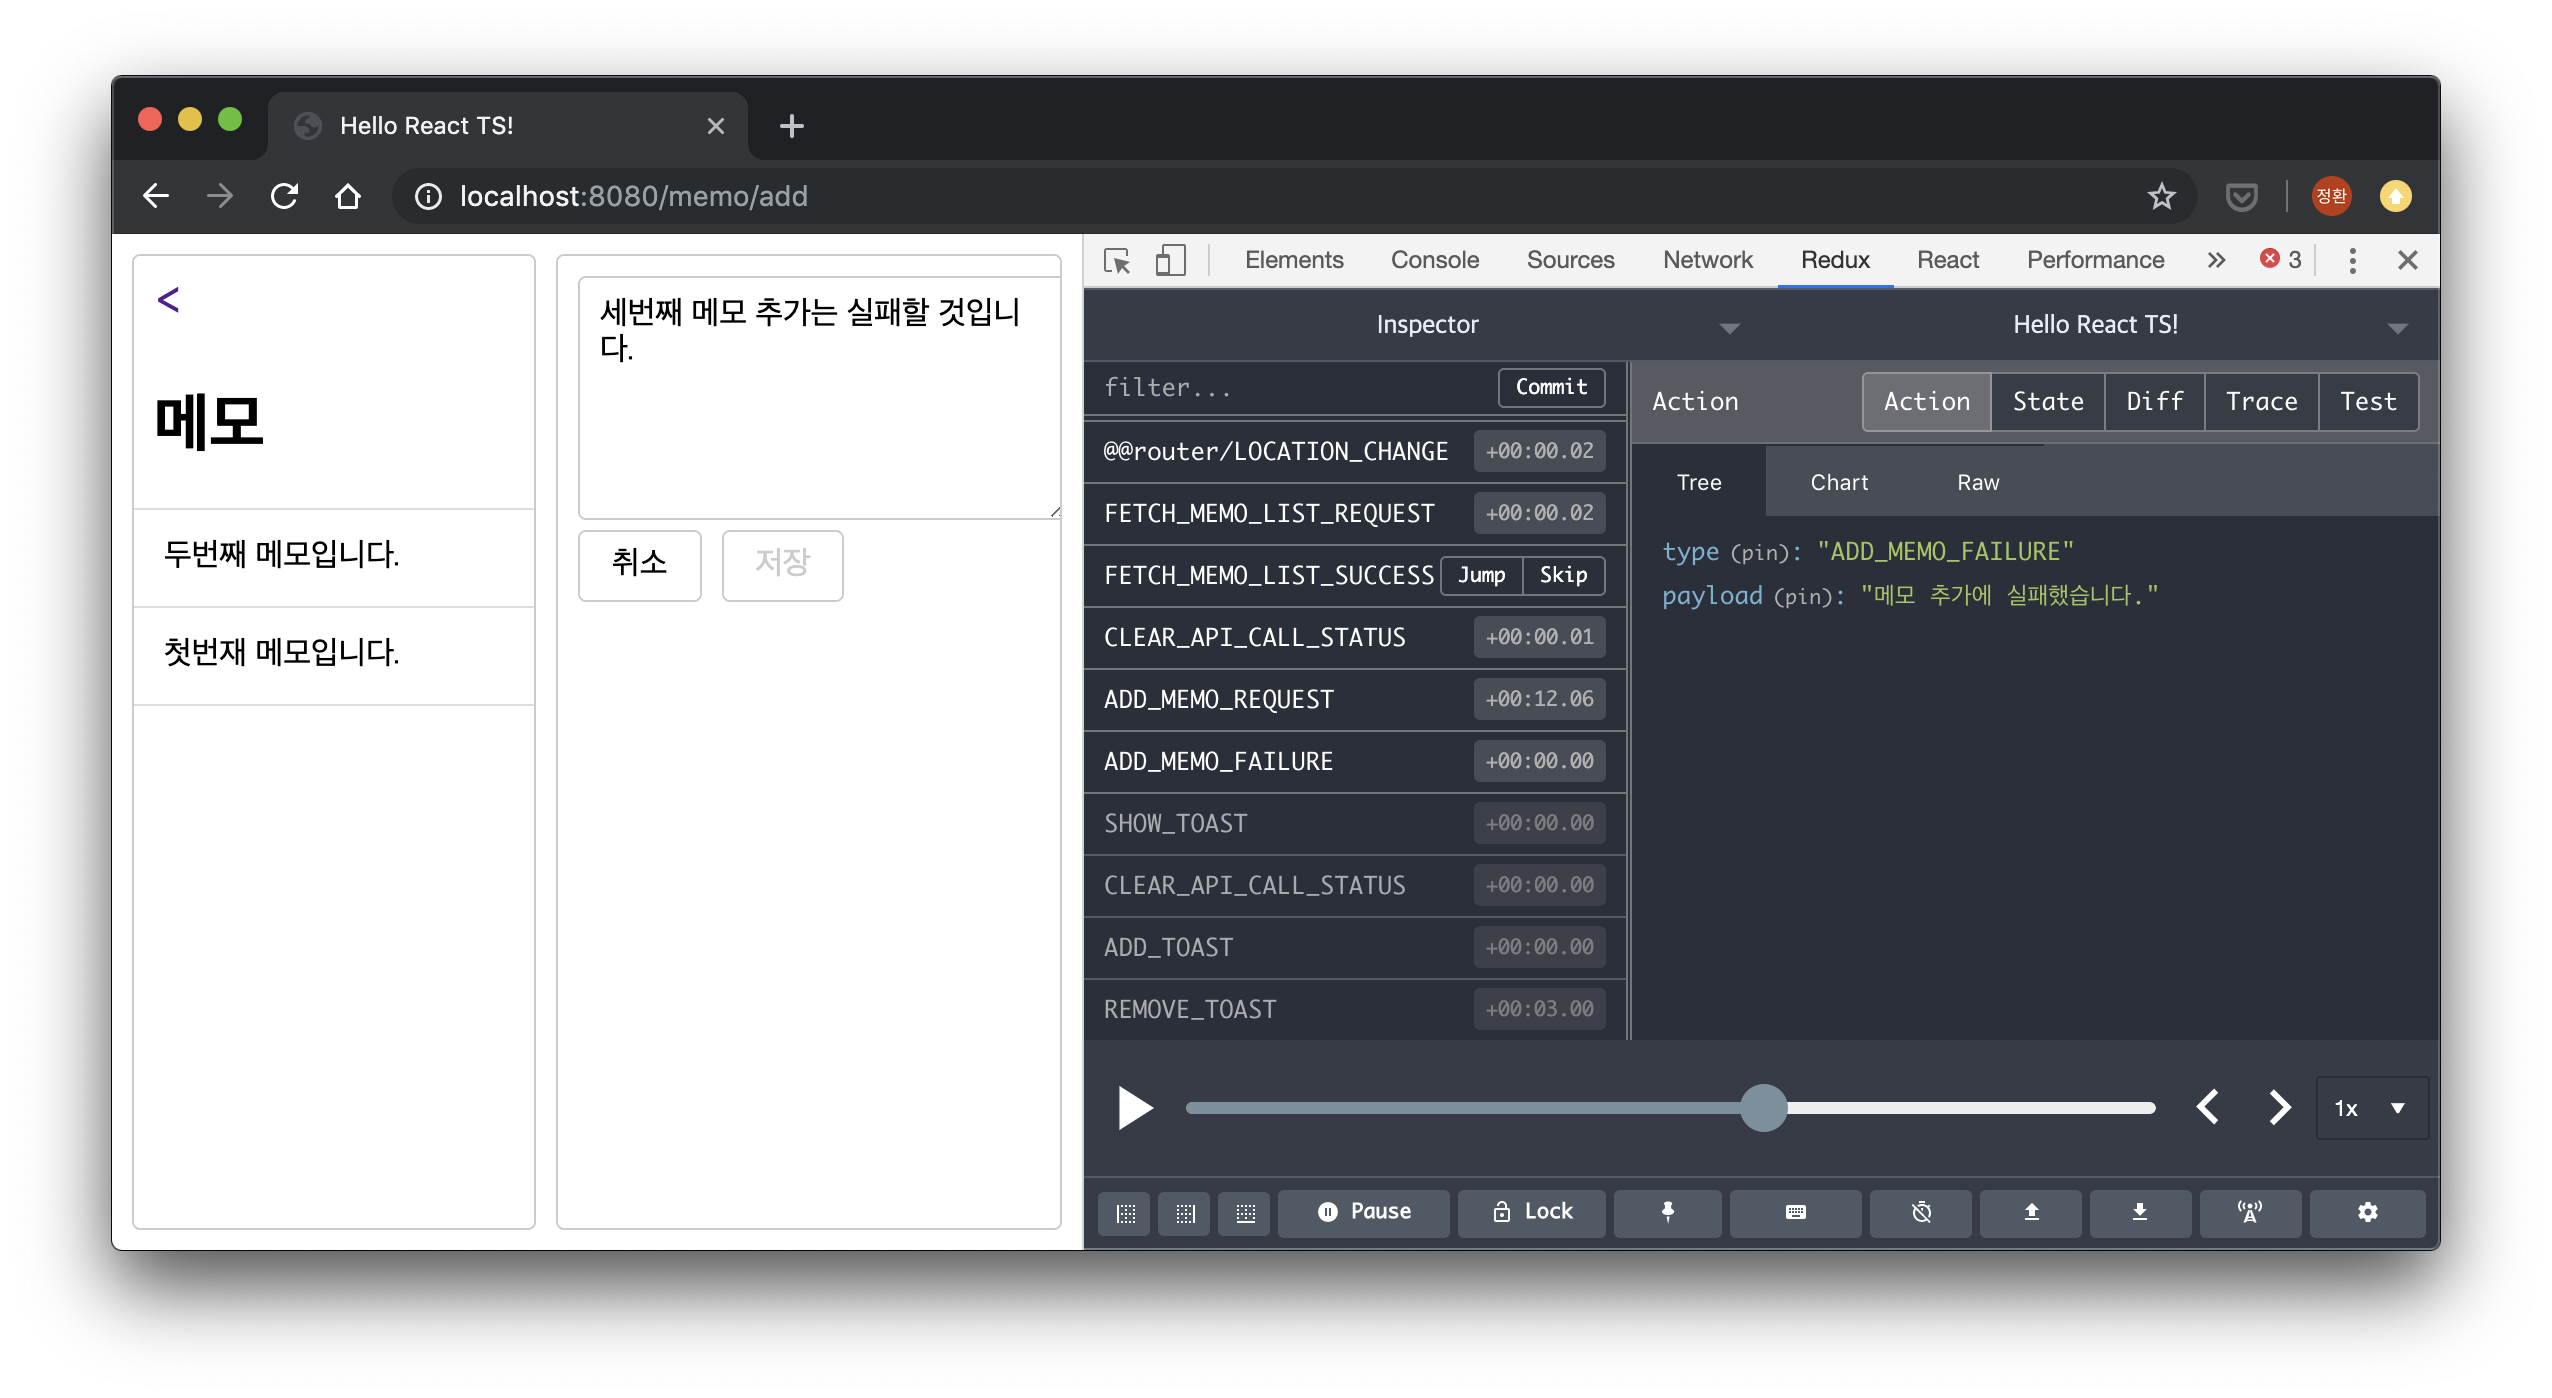 Hello React TS!
localhost:8080/memo/add
정환
<
메모
두번째 메모입니다.
첫번재 메모입니다.
세번째 메모 추가는 실패할 것입니
다.
취소 저장
Elements Console Sources Network Redux React Performance » 3
Inspector Hello React TS!
filter... Commit
@@router/LOCATION_CHANGE +00:00.02
FETCH_MEMO_LIST_REQUEST +00:00.02
FETCH_MEMO_LIST_SUCCESS Jump Skip
CLEAR_API_CALL_STATUS +00:00.01
ADD_MEMO_REQUEST +00:12.06
ADD_MEMO_FAILURE +00:00.00
SHOW_TOAST +00:00.00
CLEAR_API_CALL_STATUS +00:00.00
ADD_TOAST +00:00.00
REMOVE_TOAST +00:03.00
Action Action State Diff Trace Test
Tree Chart Raw
type (pin): "ADD_MEMO_FAILURE"
payload (pin): "메모 추가에 실패했습니다."
1x
Pause Lock